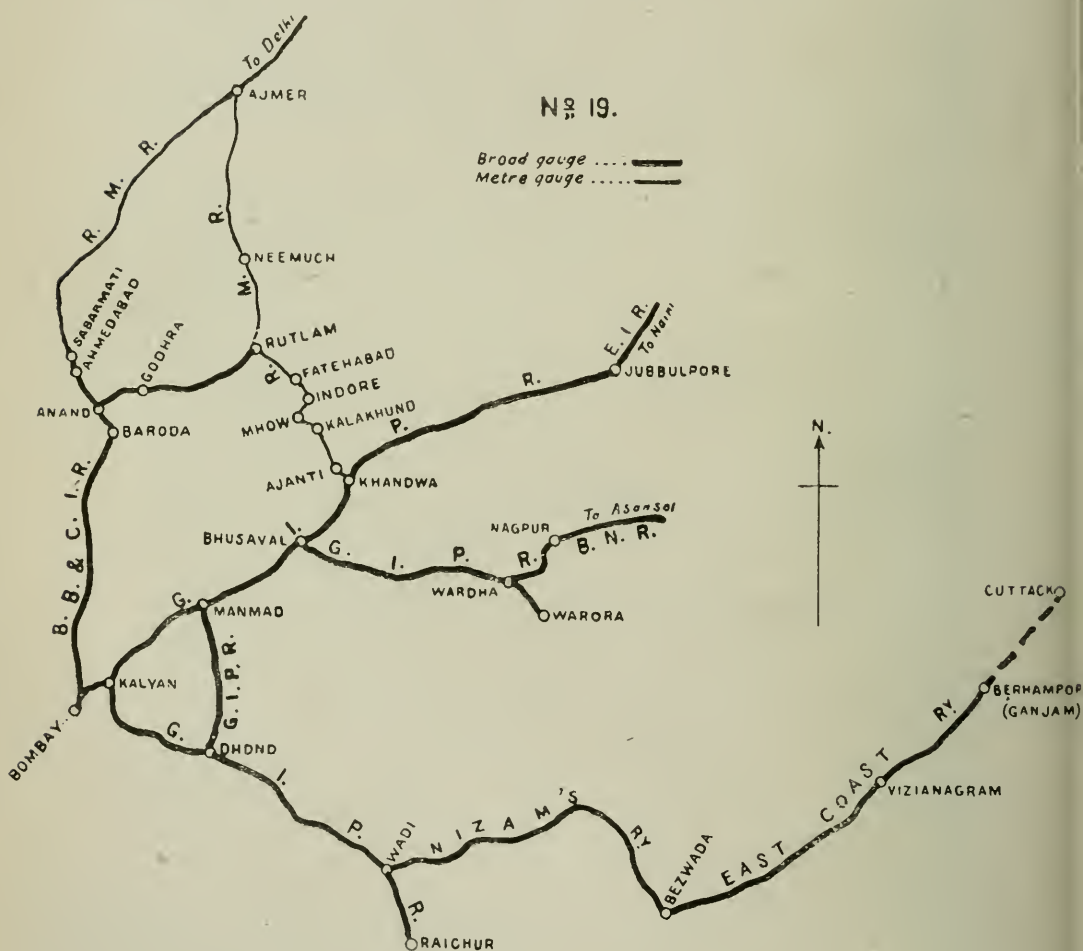 To Delhi
AJMER
No 19.
Broad gauge ....
Metre gauge .....
R. M. R.
R. M. R.
NEEMUCH
SABARMATI
AHMEDABAD
GODHRA
RUTLAM
FATEHABAD
INDORE
MHOW
KALAKHUND
ANAND
BARODA
AJANTI
KHANDWA
E. I. R.
To Naini
JUBBULPORE
N.
B. B. & C. I. R.
BHUSAVAL
G. I. P. R.
NAGPUR
To Asansol
B. N. R.
G. I. P. R.
WARDHA
WARORA
MANMAD
CUTTACK
KALYAN
G. I. P. R.
BERHAMPOR
(GANJAM)
BOMBAY
DHOND
G. I. P. R.
VIZIANAGRAM
EAST COAST RY.
WADI
NIZAM'S RY.
BEZWADA
RAICHUR